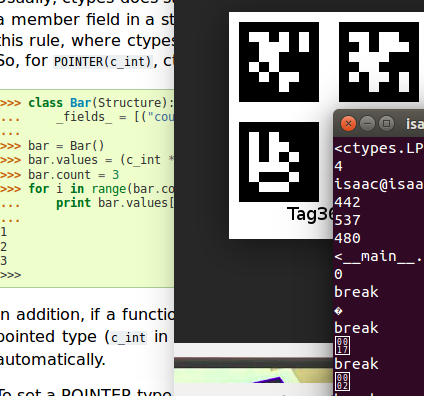 Usually, ctypes does s
a member field in a st
this rule, where ctypes
So, for POINTER(c_int), ct
>>> class Bar(Structure):
...     _fields_ = [("cou
...
>>> bar = Bar()
>>> bar.values = (c_int *
>>> bar.count = 3
>>> for i in range(bar.co
...     print bar.values[
...
1
2
3
>>>
In addition, if a functio
pointed type (c_int in
automatically.
To set a POINTER type
Tag36
isa
<ctypes.LP
4
isaac@isaa
442
537
480
<__main__.
0
break
�
break
0017
break
0002